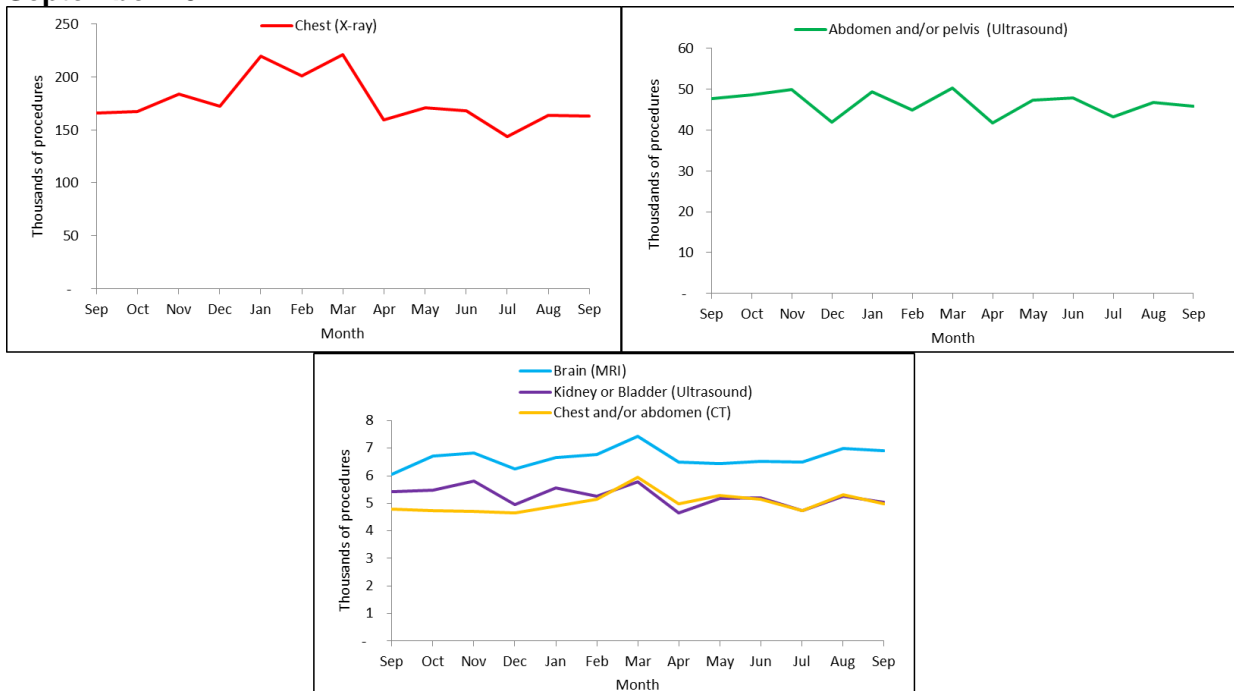 Chest (X-ray)
250
200
150
100
50
-
Thousands of procedures
Sep Oct Nov Dec Jan Feb Mar Apr May Jun Jul Aug Sep
Month
Abdomen and/or pelvis (Ultrasound)
60
50
40
30
20
10
-
Thousdands of procedures
Sep Oct Nov Dec Jan Feb Mar Apr May Jun Jul Aug Sep
Month
Brain (MRI)
Kidney or Bladder (Ultrasound)
Chest and/or abdomen (CT)
8
7
6
5
4
3
2
1
-
Thousands of procedures
Sep Oct Nov Dec Jan Feb Mar Apr May Jun Jul Aug Sep
Month